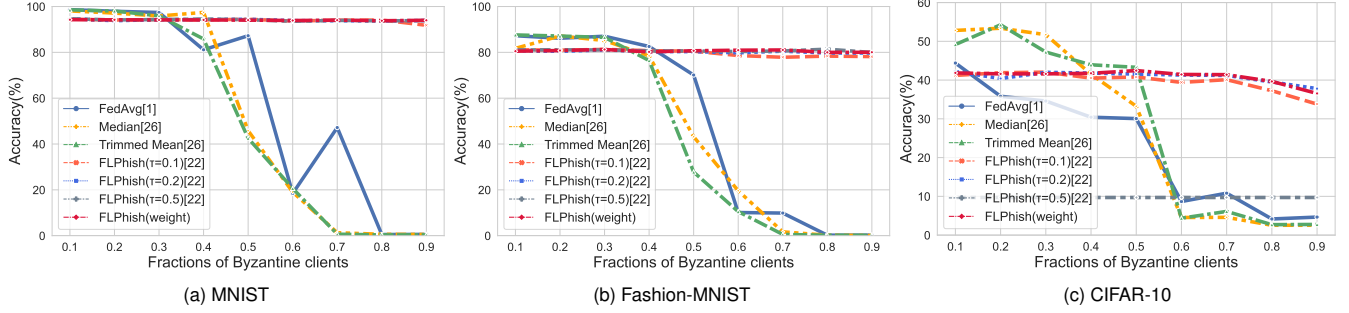 100
80
60
40
20
0
Accuracy(%)
FedAvg[1]
Median[26]
Trimmed Mean[26]
FLPhish(τ=0.1)[22]
FLPhish(τ=0.2)[22]
FLPhish(τ=0.5)[22]
FLPhish(weight)
0.1 0.2 0.3 0.4 0.5 0.6 0.7 0.8 0.9
Fractions of Byzantine clients
(a) MNIST
100
80
60
40
20
0
Accuracy(%)
FedAvg[1]
Median[26]
Trimmed Mean[26]
FLPhish(τ=0.1)[22]
FLPhish(τ=0.2)[22]
FLPhish(τ=0.5)[22]
FLPhish(weight)
0.1 0.2 0.3 0.4 0.5 0.6 0.7 0.8 0.9
Fractions of Byzantine clients
(b) Fashion-MNIST
60
50
40
30
20
10
0
Accuracy(%)
FedAvg[1]
Median[26]
Trimmed Mean[26]
FLPhish(τ=0.1)[22]
FLPhish(τ=0.2)[22]
FLPhish(τ=0.5)[22]
FLPhish(weight)
0.1 0.2 0.3 0.4 0.5 0.6 0.7 0.8 0.9
Fractions of Byzantine clients
(c) CIFAR-10